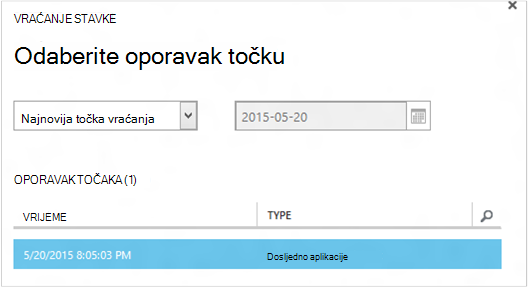 VRAĆANJE STAVKE
Odaberite oporavak točku
Najnovija točka vraćanja
2015-05-20
OPORAVAK TOČAKA (1)
VRIJEME TYPE
5/20/2015 8:05:03 PM Dosljedno aplikacije